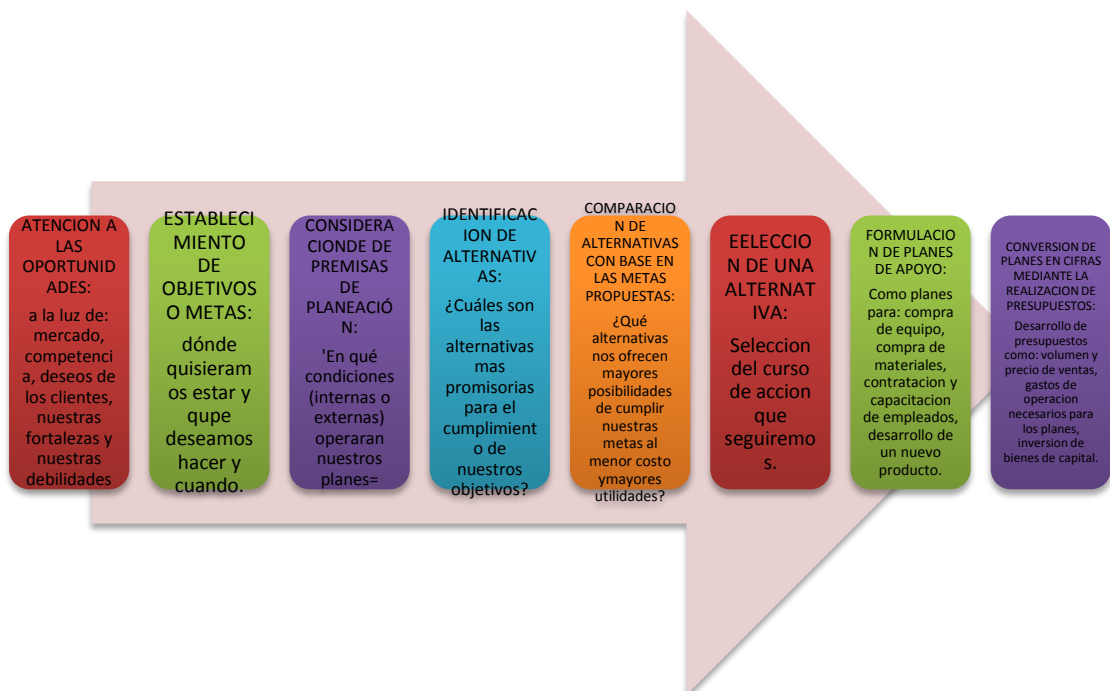 ATENCION A
LAS
OPORTUNID
ADES:
a la luz de:
mercado,
competenci
a, deseos de
los clientes,
nuestras
fortalezas y
nuestras
debilidades
ESTABLECI
MIENTO
DE
OBJETIVOS
O METAS:
dónde
quisieram
os estar y
qupe
deseamos
hacer y
cuando.
CONSIDERA
CIONDE DE
PREMISAS
DE
PLANEACIÓ
N:
'En qué
condiciones
(internas o
externas)
operaran
nuestros
planes=
IDENTIFICAC
ION DE
ALTERNATIV
AS:
¿Cuáles son
las
alternativas
mas
promisorias
para el
cumplimient
o de
nuestros
objetivos?
COMPARACIO
N DE
ALTERNATIVAS
CON BASE EN
LAS METAS
PROPUESTAS:
¿Qué
alternativas
nos ofrecen
mayores
posibilidades
de cumplir
nuestras
metas al
menor costo
ymayores
utilidades?
EELECCIO
N DE UNA
ALTERNAT
IVA:
Seleccion
del curso
de accion
que
seguiremo
s.
FORMULACIO
N DE PLANES
DE APOYO:
Como planes
para: compra
de equipo,
compra de
materiales,
contratacion y
capacitacion
de empleados,
desarrollo de
un nuevo
producto.
CONVERSION DE
PLANES EN CIFRAS
MEDIANTE LA
REALIZACION DE
PRESUPUESTOS:
Desarrollo de
presupuestos
como: volumen y
precio de ventas,
gastos de
operacion
necesarios para
los planes,
inversion de
bienes de capital.